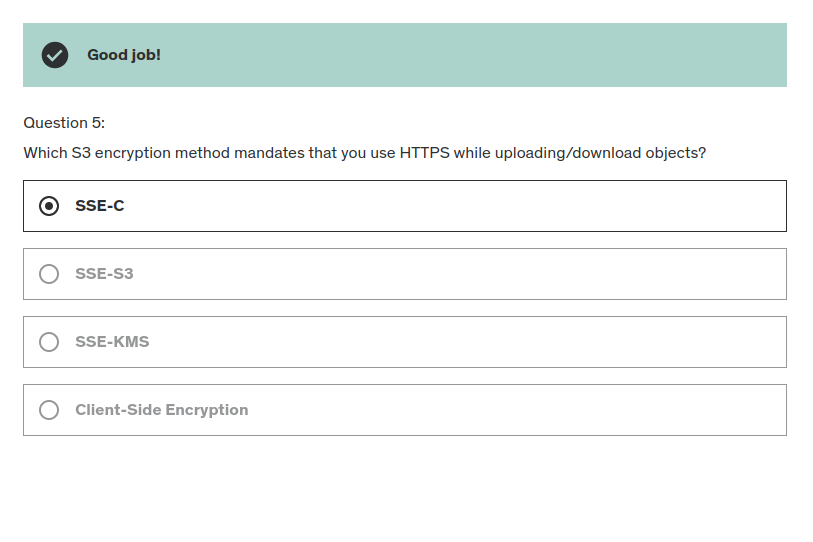 Good job!
Question 5:
Which S3 encryption method mandates that you use HTTPS while uploading/download objects?
SSE-C
SSE-S3
SSE-KMS
Client-Side Encryption